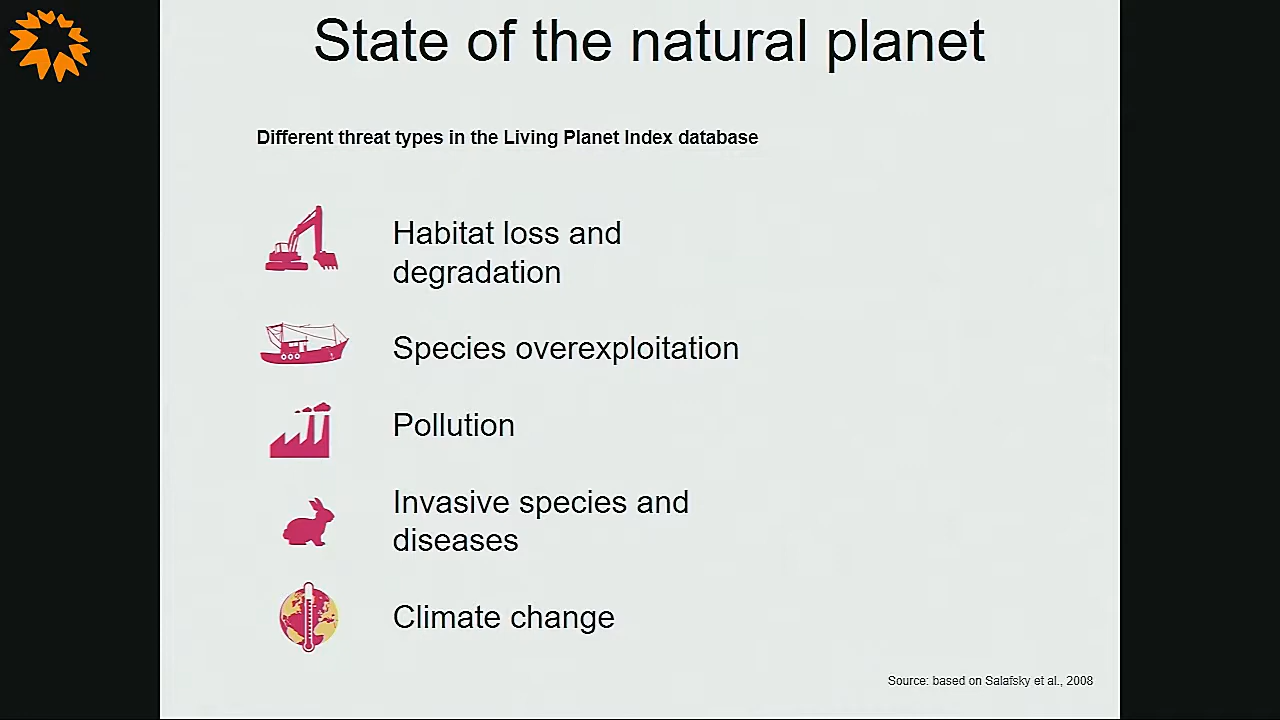 State of the natural planet
Different threat types in the Living Planet Index database
Habitat loss and
degradation
Species overexploitation
Pollution
Invasive species and
diseases
Climate change
Source: based on Salafsky et al., 2008